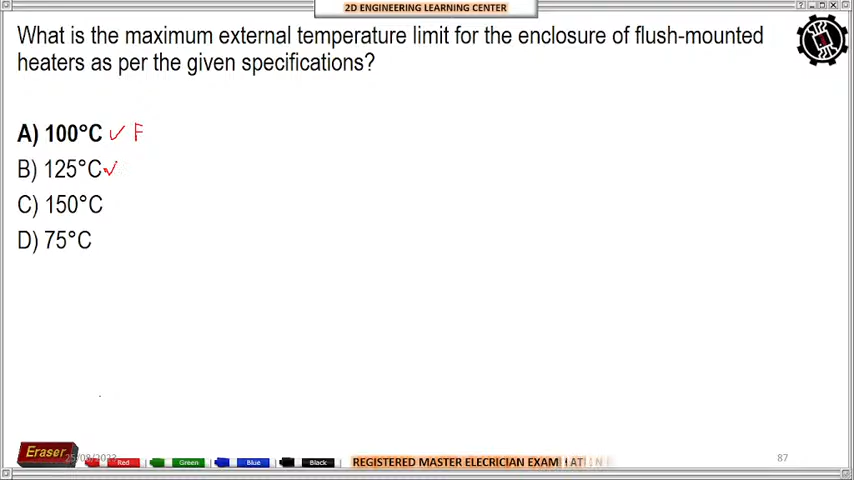 2D ENGINEERING LEARNING CENTER
What is the maximum external temperature limit for the enclosure of flush-mounted
heaters as per the given specifications?
A) 100°C ✓ F
B) 125°C ✓
C) 150°C
D) 75°C
Eraser
Red
Green
Blue
Black
REGISTERED MASTER ELECRICIAN EXAM
87